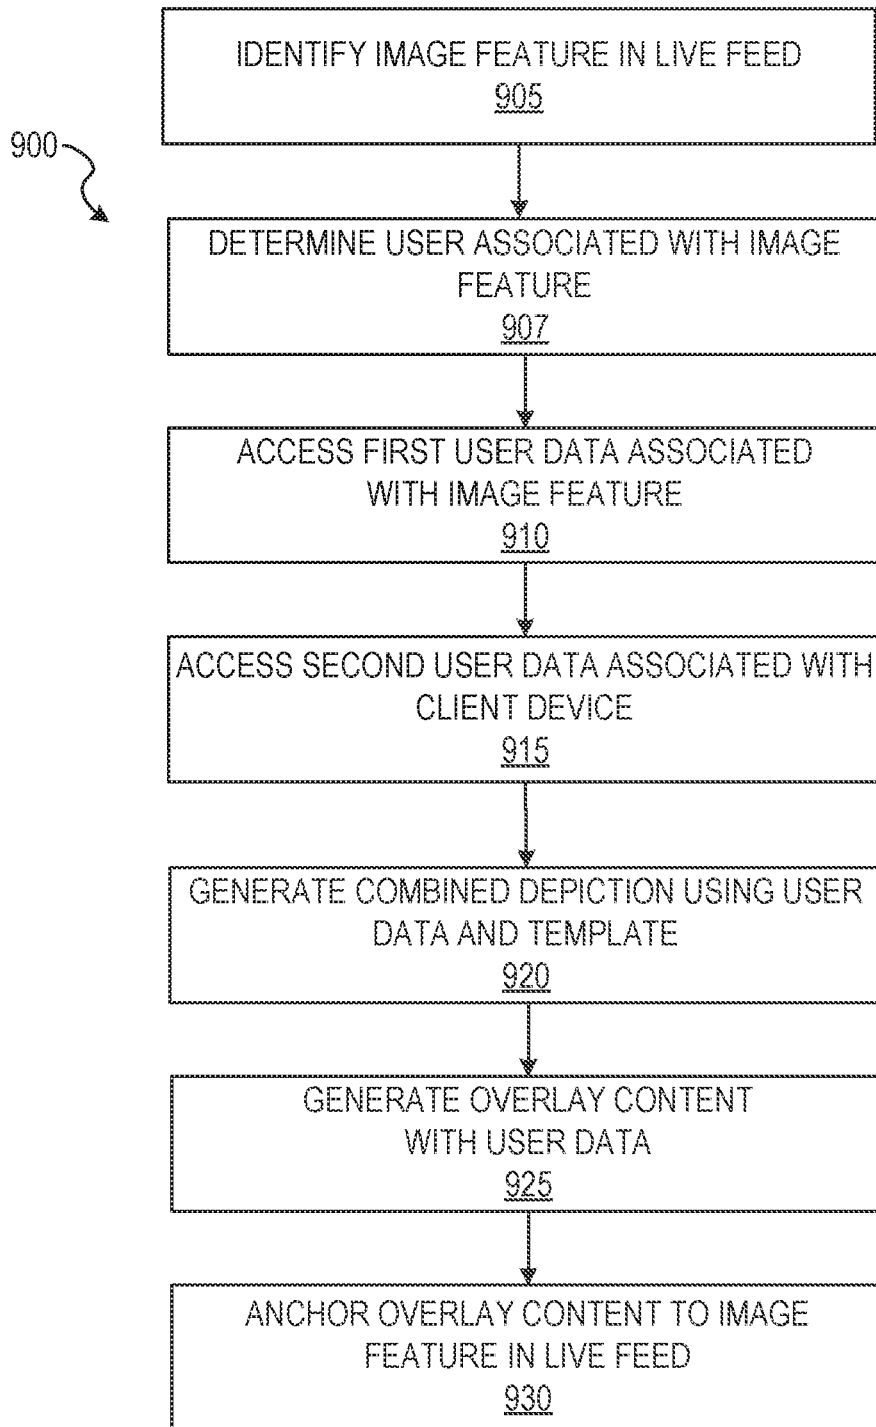 IDENTIFY IMAGE FEATURE IN LIVE FEED
905
900
DETERMINE USER ASSOCIATED WITH IMAGE
FEATURE
907
ACCESS FIRST USER DATA ASSOCIATED
WITH IMAGE FEATURE
910
ACCESS SECOND USER DATA ASSOCIATED WITH
CLIENT DEVICE
915
GENERATE COMBINED DEPICTION USING USER
DATA AND TEMPLATE
920
GENERATE OVERLAY CONTENT
WITH USER DATA
925
ANCHOR OVERLAY CONTENT TO IMAGE
FEATURE IN LIVE FEED
930